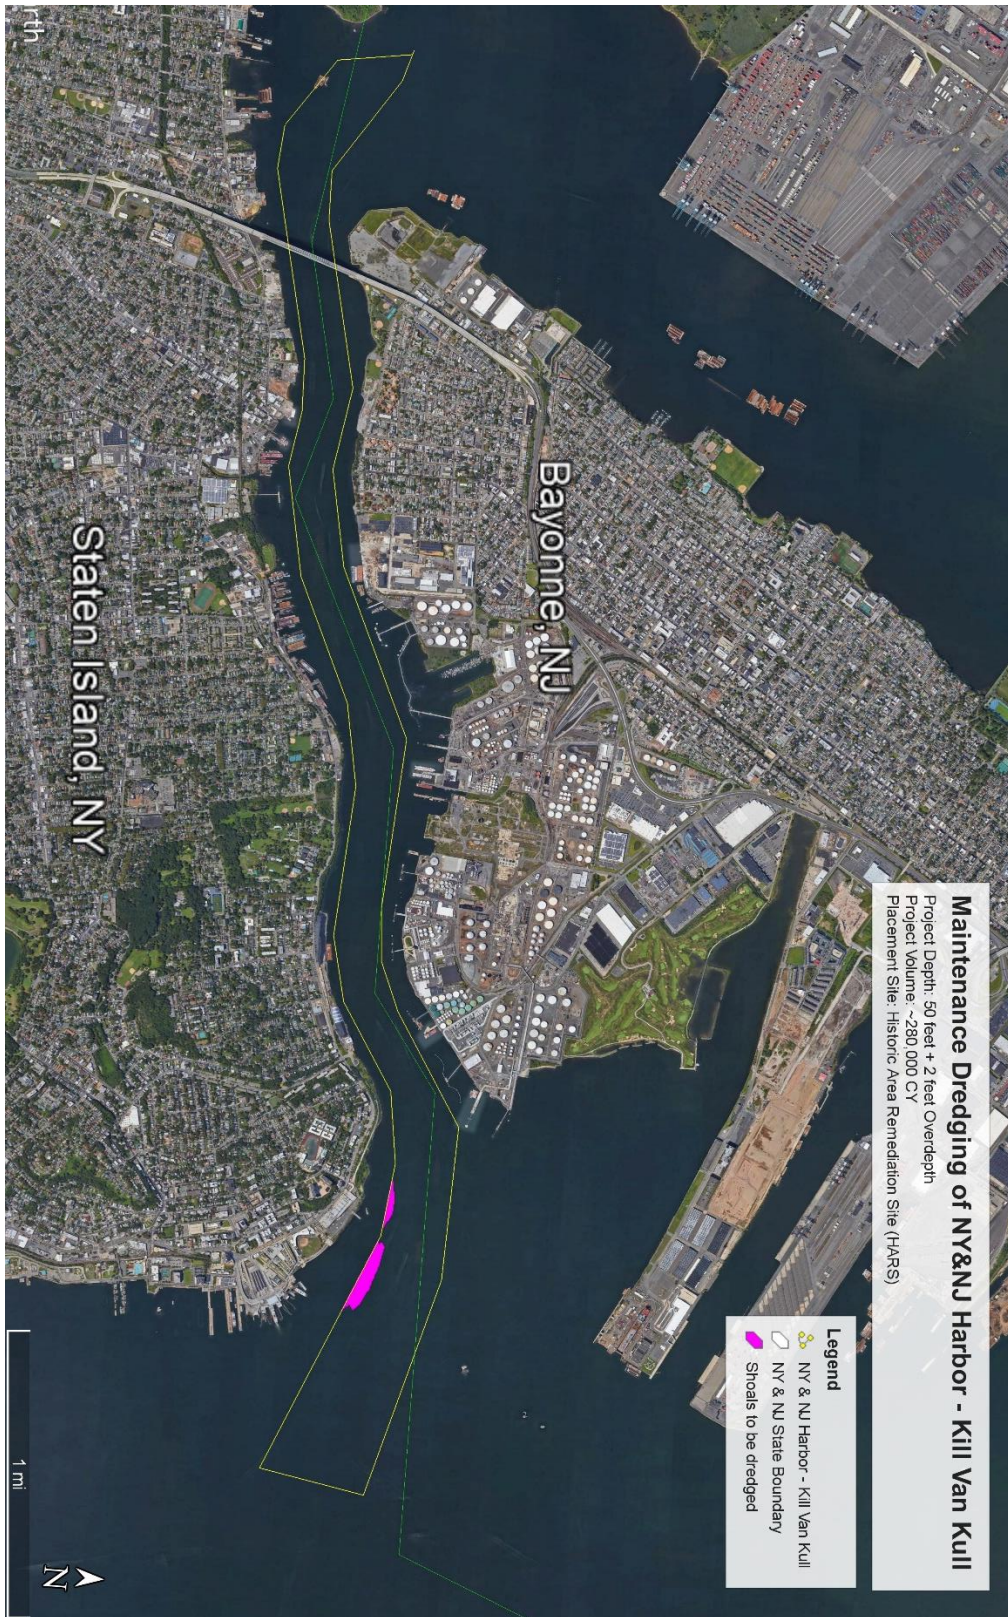 Maintenance Dredging of NY&NJ Harbor - Kill Van Kull
Project Depth: 50 feet + 2 feet Overdepth
Project Volume: ~280,000 CY
Placement Site: Historic Area Remediation Site (HARS)
Legend
NY & NJ Harbor - Kill Van Kull
NY & NJ State Boundary
Shoals to be dredged
Bayonne, NJ
Staten Island, NY
rth
1 mi
N